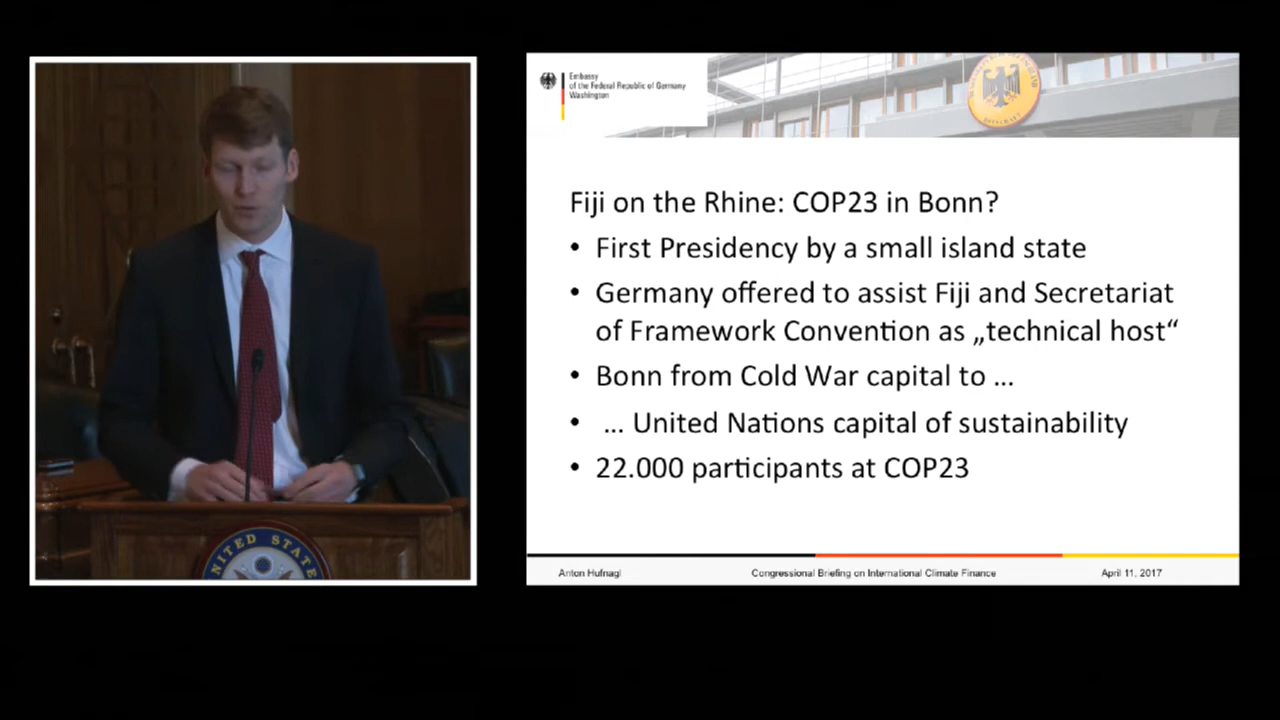 UNITED STATE
Embassy
of the Federal Republic of Germany
Washington
Fiji on the Rhine: COP23 in Bonn?
• First Presidency by a small island state
• Germany offered to assist Fiji and Secretariat
of Framework Convention as „technical host“
• Bonn from Cold War capital to ...
• ... United Nations capital of sustainability
• 22.000 participants at COP23
Anton Hufnagl
Congressional Briefing on International Climate Finance
April 11, 2017